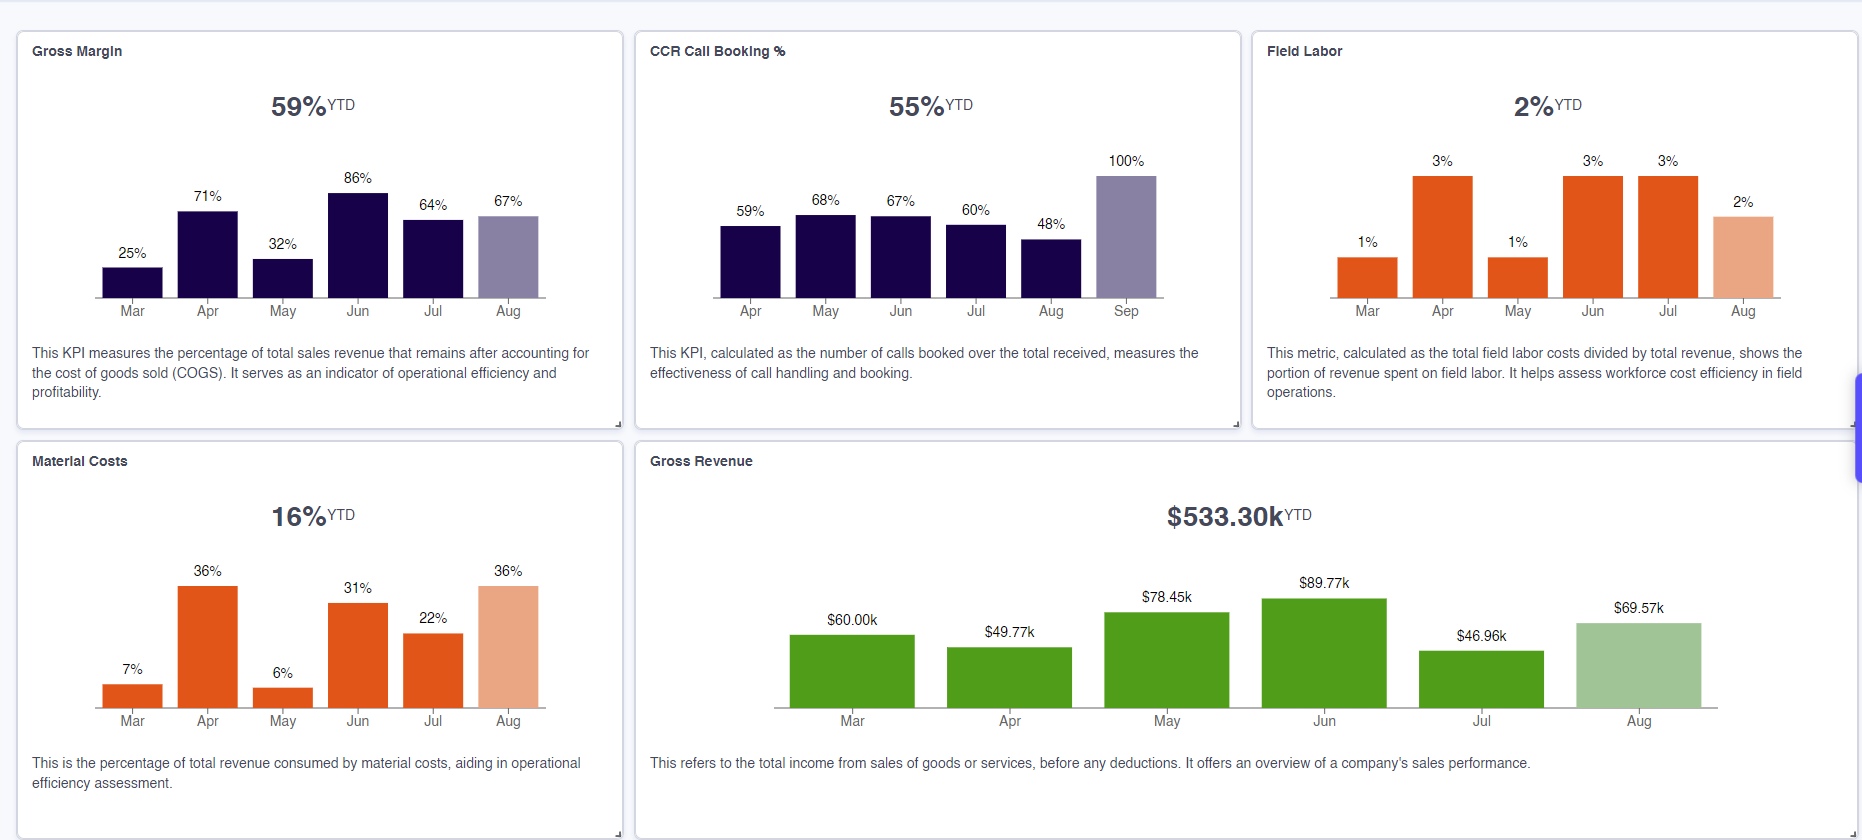 Gross Margin
59% YTD
25%
71%
32%
86%
64%
67%
Mar Apr May Jun Jul Aug
This KPI measures the percentage of total sales revenue that remains after accounting for
the cost of goods sold (COGS). It serves as an indicator of operational efficiency and
profitability.
CCR Call Booking %
55% YTD
59%
68%
67%
60%
48%
100%
Apr May Jun Jul Aug Sep
This KPI, calculated as the number of calls booked over the total received, measures the
effectiveness of call handling and booking.
Field Labor
2% YTD
1%
3%
1%
3%
3%
2%
Mar Apr May Jun Jul Aug
This metric, calculated as the total field labor costs divided by total revenue, shows the
portion of revenue spent on field labor. It helps assess workforce cost efficiency in field
operations.
Material Costs
16% YTD
7%
36%
6%
31%
22%
36%
Mar Apr May Jun Jul Aug
This is the percentage of total revenue consumed by material costs, aiding in operational
efficiency assessment.
Gross Revenue
$533.30k YTD
$60.00k
$49.77k
$78.45k
$89.77k
$46.96k
$69.57k
Mar Apr May Jun Jul Aug
This refers to the total income from sales of goods or services, before any deductions. It offers an overview of a company's sales performance.